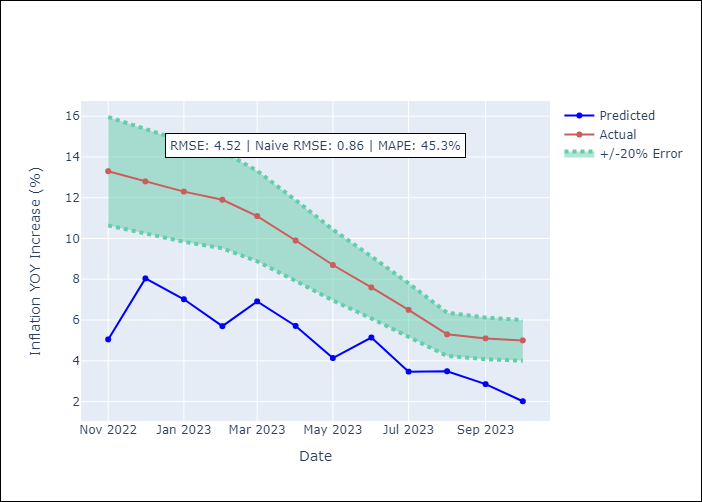 Predicted
Actual
+/-20% Error
RMSE: 4.52 | Naive RMSE: 0.86 | MAPE: 45.3%
Inflation YOY Increase (%)
16
14
12
10
8
6
4
2
Nov 2022 Jan 2023 Mar 2023 May 2023 Jul 2023 Sep 2023
Date